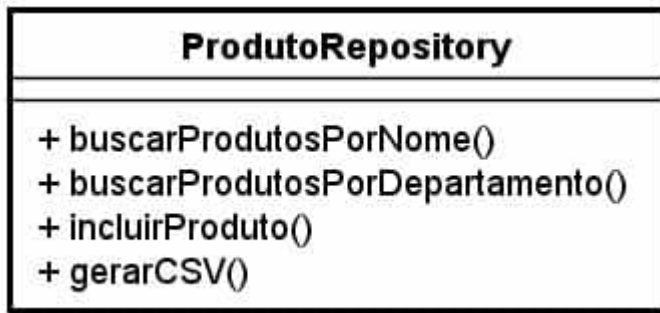 ProdutoRepository
+ buscarProdutosPorNome()
+ buscarProdutosPorDepartamento()
+ incluirProduto()
+ gerarCSV()